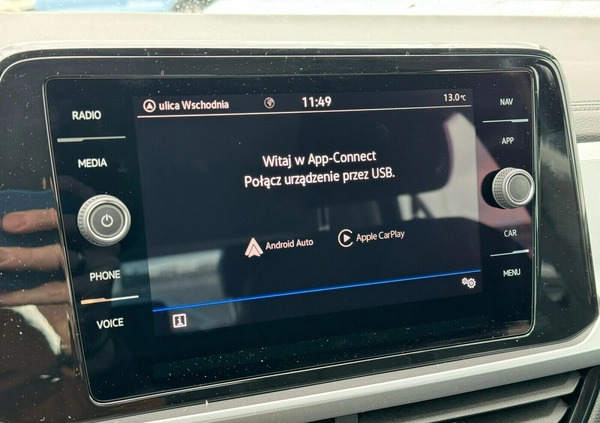 RADIO
MEDIA
PHONE
VOICE
ulica Wschodnia
11:49
13.0°C
Witaj w App-Connect
Połącz urządzenie przez USB.
Android Auto
Apple CarPlay
NAV
APP
CAR
MENU